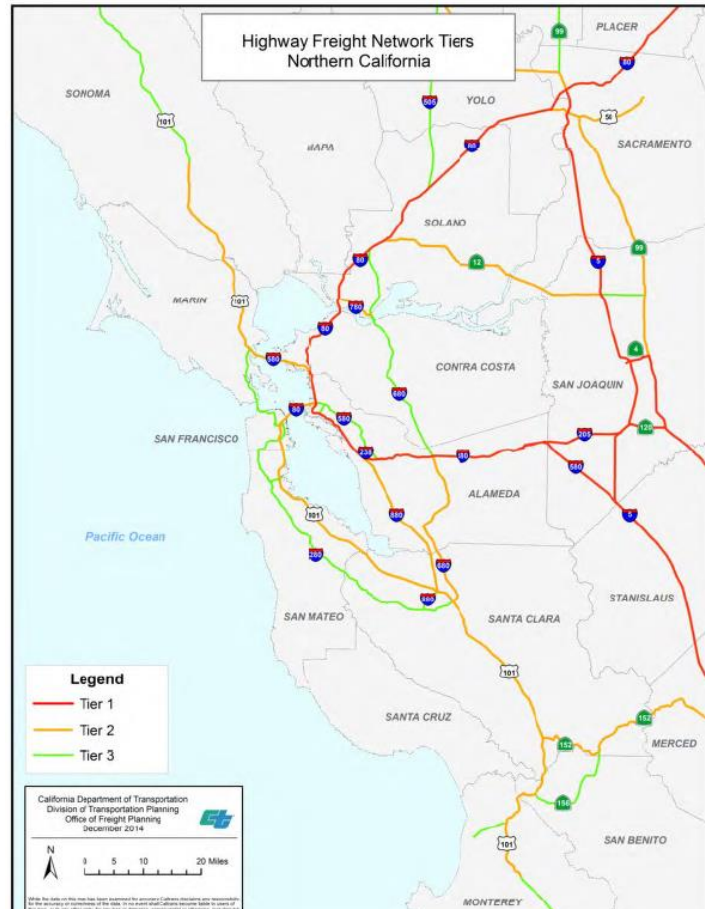 Highway Freight Network Tiers
Northern California
PLACER
99
80
SONOMA
YOLO
505
50
101
NAPA
80
SACRAMENTO
SOLANO
99
80
12
5
MARIN
101
780
80
4
CONTRA COSTA
580
SAN JOAQUIN
680
80
580
SAN FRANCISCO
205
120
238
580
ALAMEDA
880
5
101
Pacific Ocean
280
680
STANISLAUS
SAN MATEO
SANTA CLARA
101
Legend
Tier 1
Tier 2
Tier 3
SANTA CRUZ
152
152
MERCED
California Department of Transportation
Division of Transportation Planning
Office of Freight Planning
December 2014
156
N
0 5 10 20 Miles
101
SAN BENITO
MONTEREY